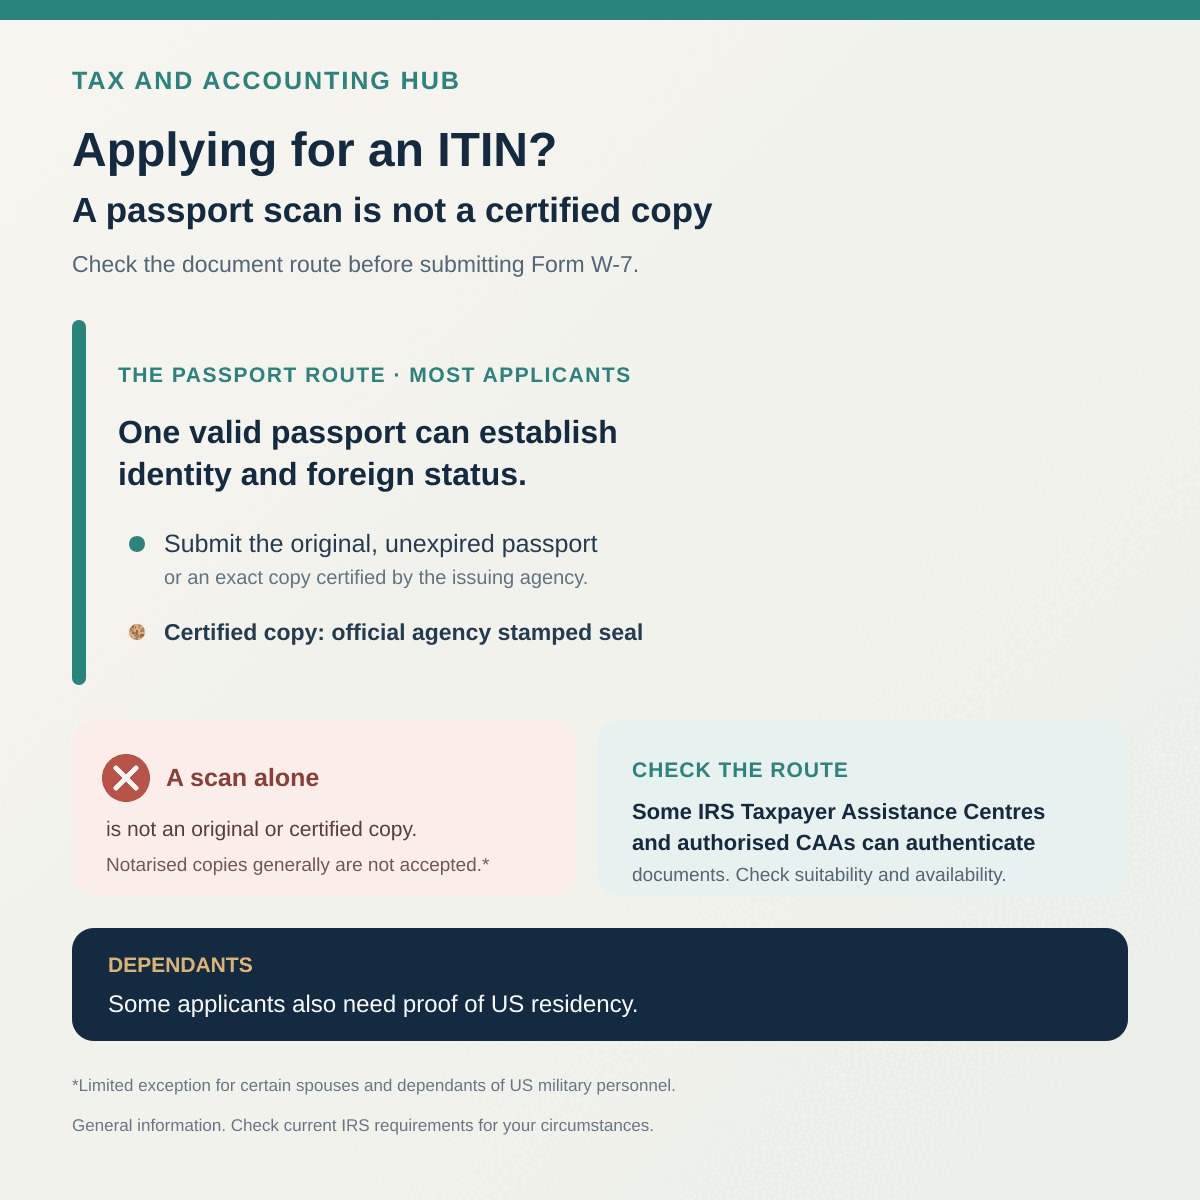 TAX AND ACCOUNTING HUB
Applying for an ITIN?
A passport scan is not a certified copy
Check the document route before submitting Form W-7.
THE PASSPORT ROUTE · MOST APPLICANTS
One valid passport can establish
identity and foreign status.
Submit the original, unexpired passport
or an exact copy certified by the issuing agency.
Certified copy: official agency stamped seal
A scan alone
is not an original or certified copy.
Notarised copies generally are not accepted.*
CHECK THE ROUTE
Some IRS Taxpayer Assistance Centres
and authorised CAAs can authenticate
documents. Check suitability and availability.
DEPENDANTS
Some applicants also need proof of US residency.
*Limited exception for certain spouses and dependants of US military personnel.
General information. Check current IRS requirements for your circumstances.